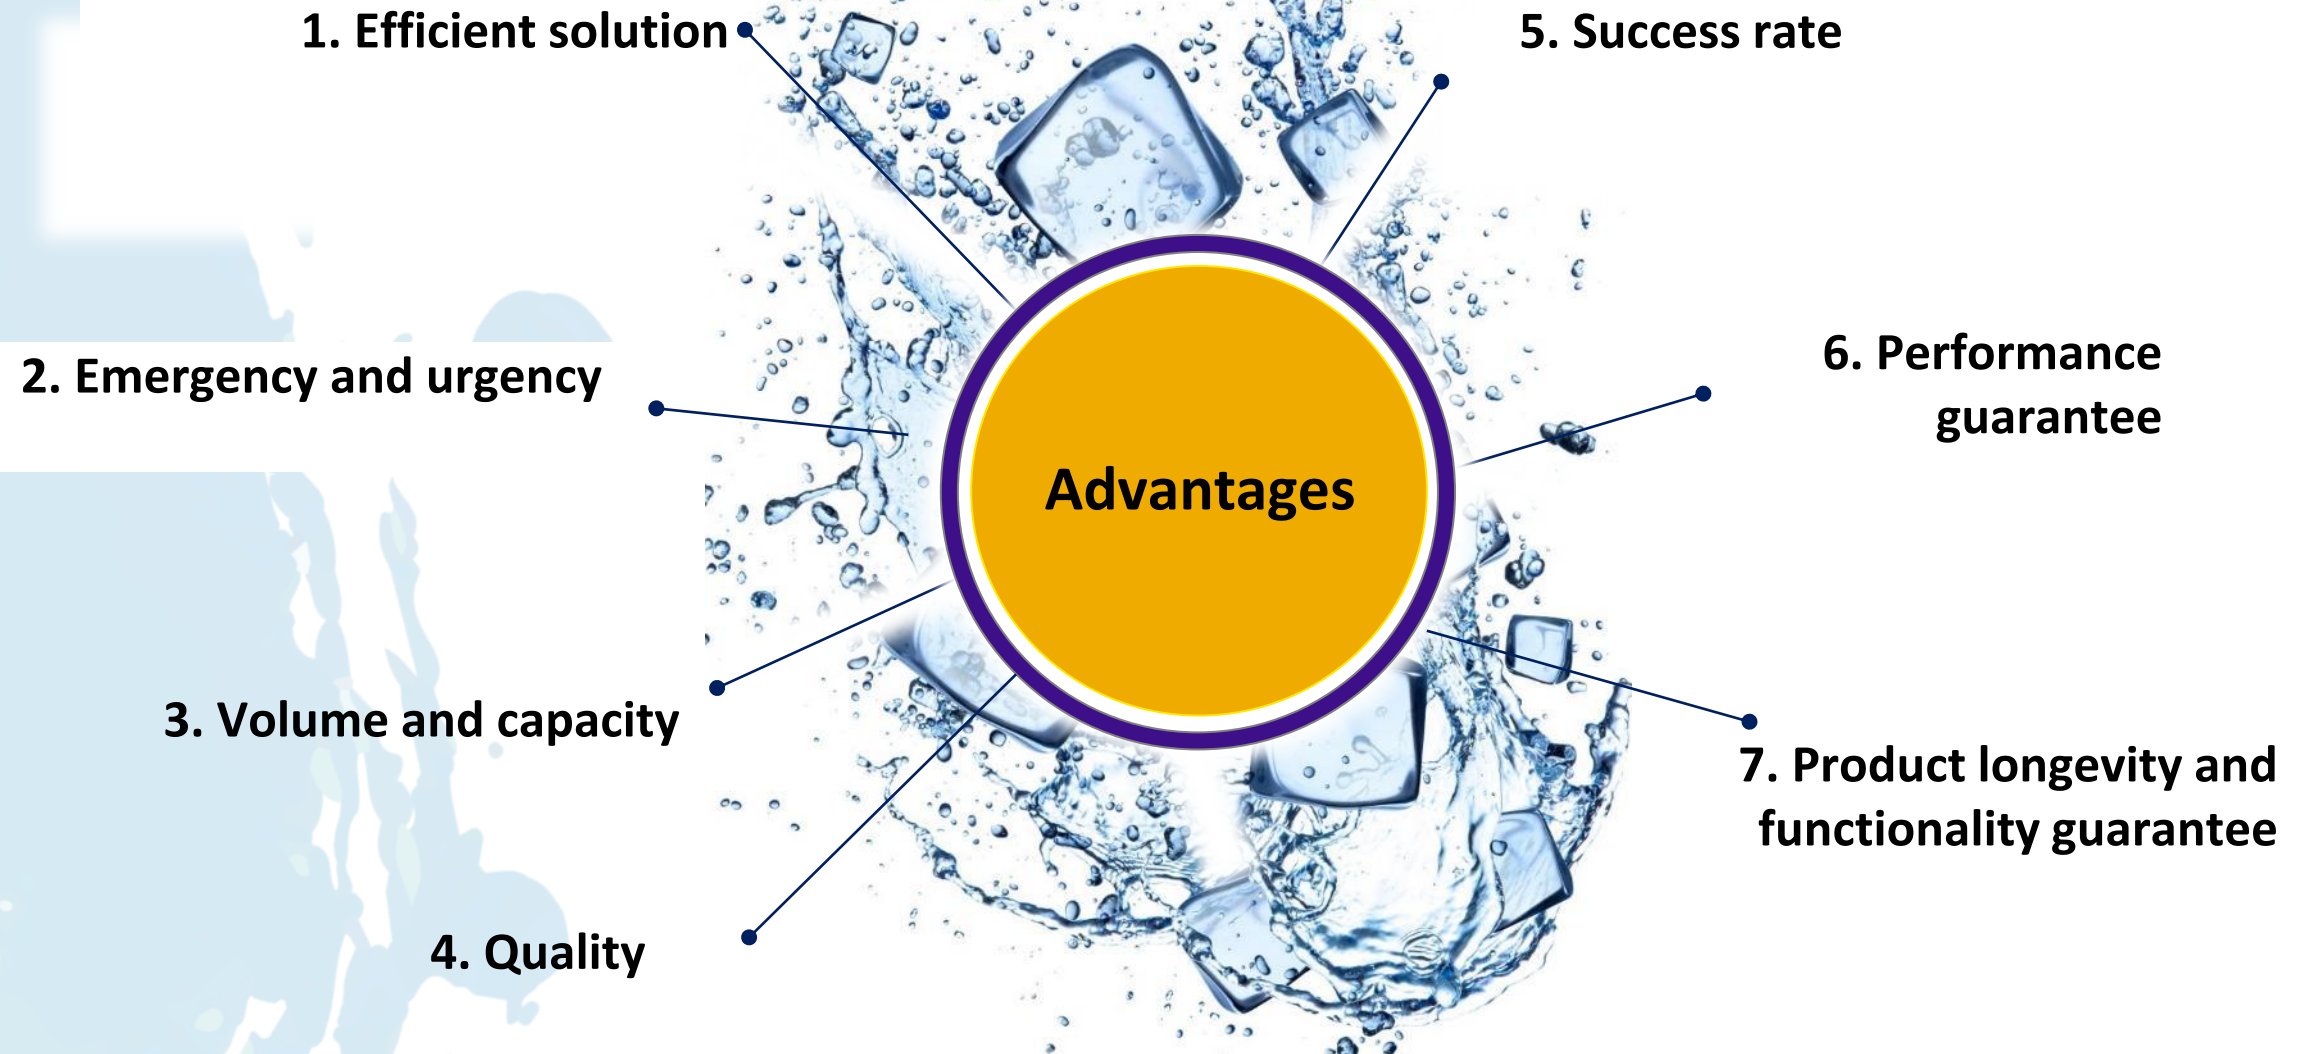 1. Efficient solution
2. Emergency and urgency
3. Volume and capacity
4. Quality
Advantages
5. Success rate
6. Performance
guarantee
7. Product longevity and
functionality guarantee